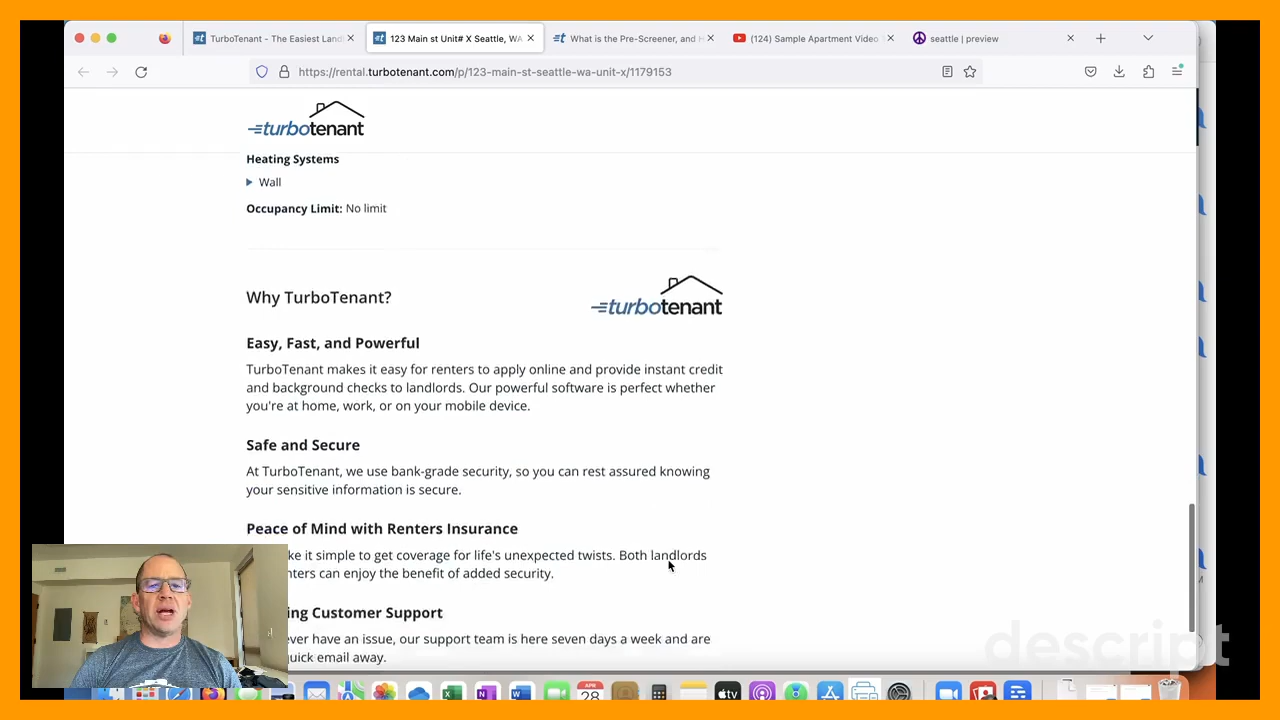 TurboTenant - The Easiest Landl
123 Main st Unit# X Seattle, WA
What is the Pre-Screener, and H
(124) Sample Apartment Video
seattle | preview
https://rental.turbotenant.com/p/123-main-st-seattle-wa-unit-x/1179153
turbotenant
Heating Systems
Wall
Occupancy Limit: No limit
Why TurboTenant?
turbotenant
Easy, Fast, and Powerful
TurboTenant makes it easy for renters to apply online and provide instant credit
and background checks to landlords. Our powerful software is perfect whether
you're at home, work, or on your mobile device.
Safe and Secure
At TurboTenant, we use bank-grade security, so you can rest assured knowing
your sensitive information is secure.
Peace of Mind with Renters Insurance
ke it simple to get coverage for life's unexpected twists. Both landlords
nters can enjoy the benefit of added security.
ing Customer Support
ever have an issue, our support team is here seven days a week and are
quick email away.
descript
APR
28
tv